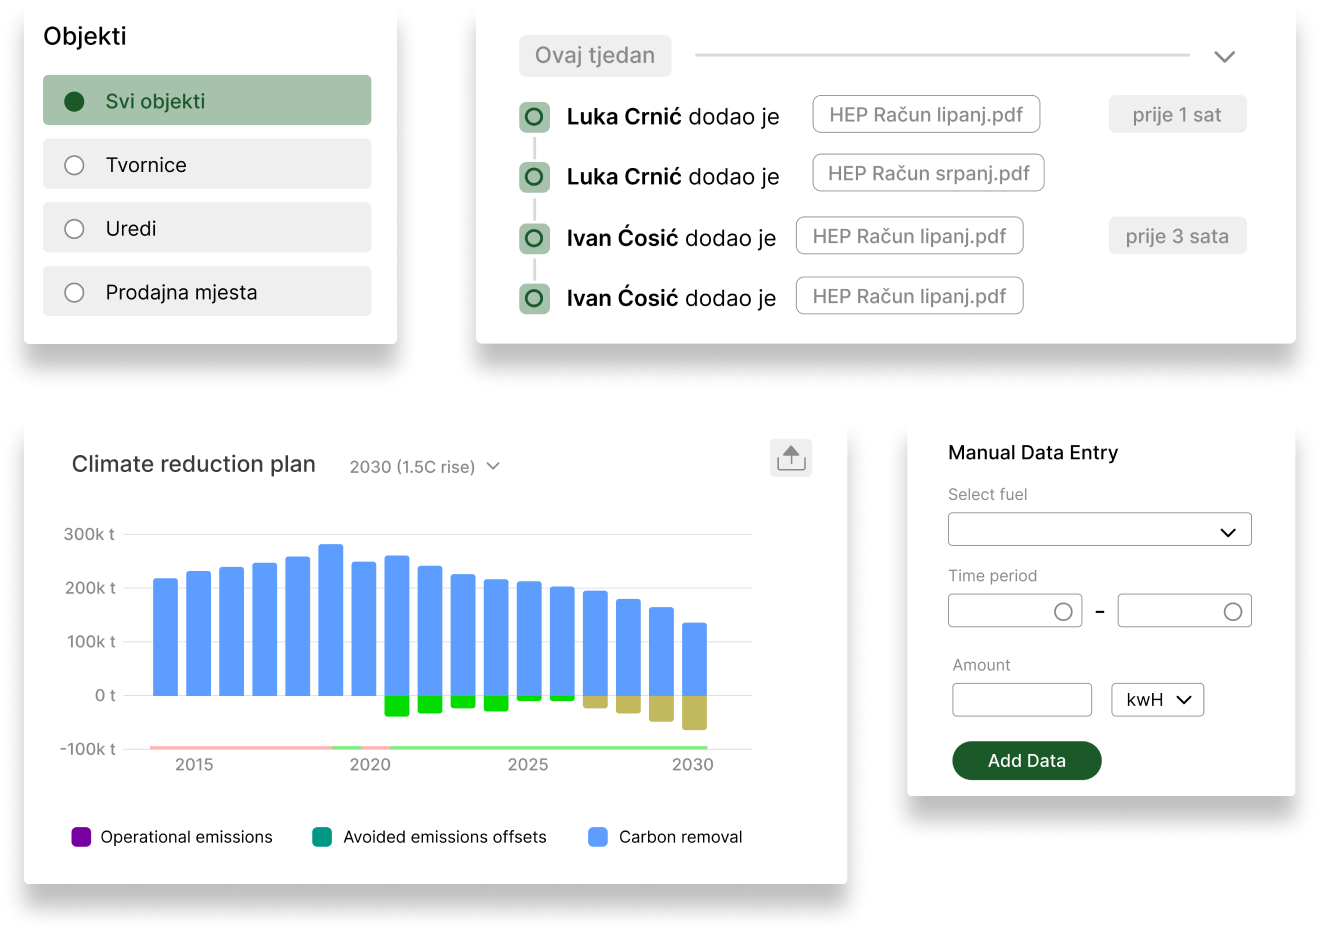 Objekti
Svi objekti
Tvornice
Uredi
Prodajna mjesta
Ovaj tjedan
Luka Crnić dodao je HEP Račun lipanj.pdf prije 1 sat
Luka Crnić dodao je HEP Račun srpanj.pdf
Ivan Ćosić dodao je HEP Račun lipanj.pdf prije 3 sata
Ivan Ćosić dodao je HEP Račun lipanj.pdf
Climate reduction plan 2030 (1.5C rise)
300k t
200k t
100k t
0 t
-100k t
2015 2020 2025 2030
Operational emissions Avoided emissions offsets Carbon removal
Manual Data Entry
Select fuel
Time period
-
Amount
kwH
Add Data